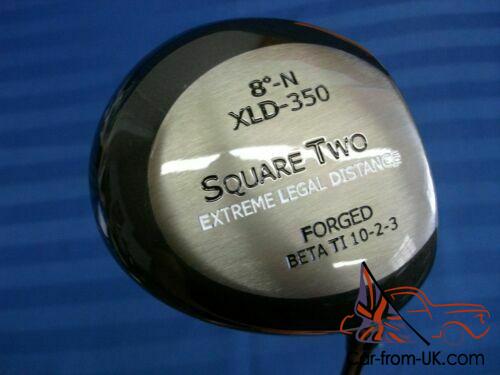 8°-N
XLD-350
SQUARE TWO
EXTREME LEGAL DISTANCE
FORGED
BETA TI 10-2-3
Car-from-UK.com